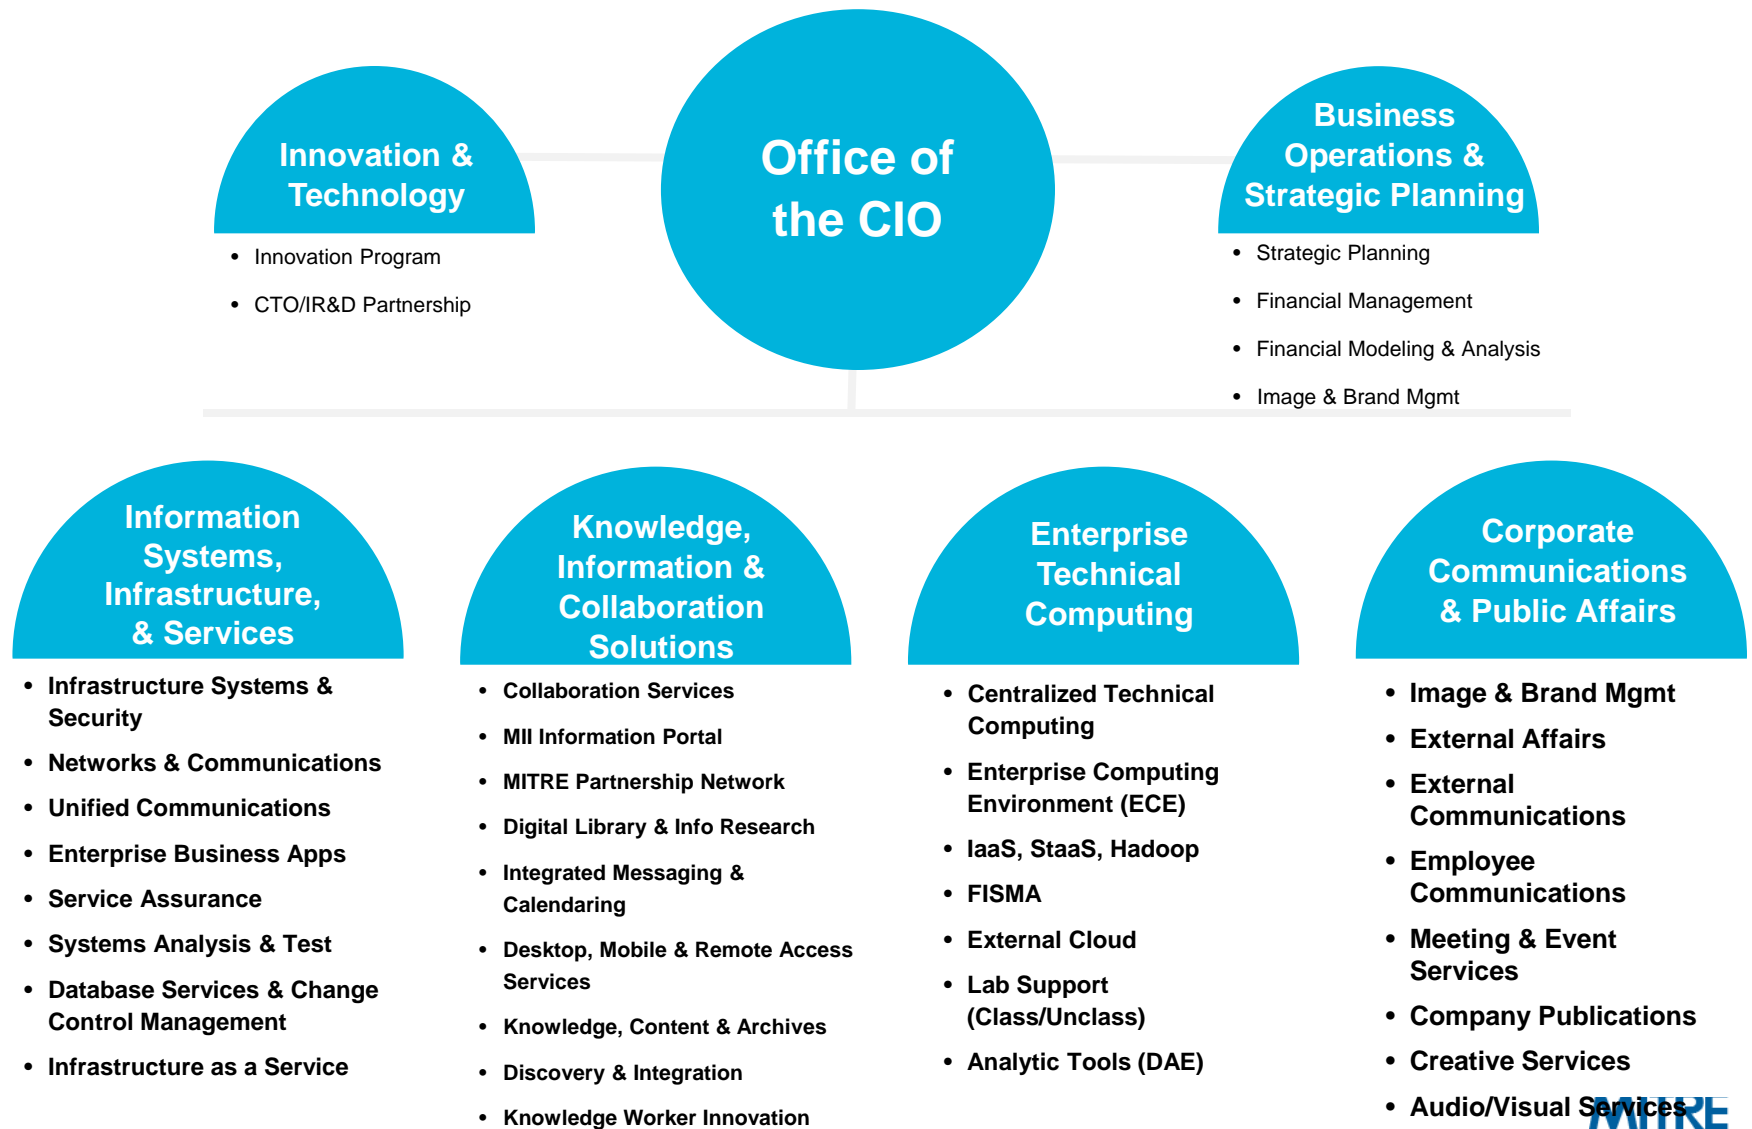 Office of
the CIO
Innovation &
Technology
• Innovation Program
• CTO/IR&D Partnership
Business
Operations &
Strategic Planning
• Strategic Planning
• Financial Management
• Financial Modeling & Analysis
• Image & Brand Mgmt
Information
Systems,
Infrastructure,
& Services
• Infrastructure Systems &
Security
• Networks & Communications
• Unified Communications
• Enterprise Business Apps
• Service Assurance
• Systems Analysis & Test
• Database Services & Change
Control Management
• Infrastructure as a Service
Knowledge,
Information &
Collaboration
Solutions
• Collaboration Services
• MII Information Portal
• MITRE Partnership Network
• Digital Library & Info Research
• Integrated Messaging &
Calendaring
• Desktop, Mobile & Remote Access
Services
• Knowledge, Content & Archives
• Discovery & Integration
• Knowledge Worker Innovation
Enterprise
Technical
Computing
• Centralized Technical
Computing
• Enterprise Computing
Environment (ECE)
• IaaS, StaaS, Hadoop
• FISMA
• External Cloud
• Lab Support
(Class/Unclass)
• Analytic Tools (DAE)
Corporate
Communications
& Public Affairs
• Image & Brand Mgmt
• External Affairs
• External
Communications
• Employee
Communications
• Meeting & Event
Services
• Company Publications
• Creative Services
• Audio/Visual Services
MITRE